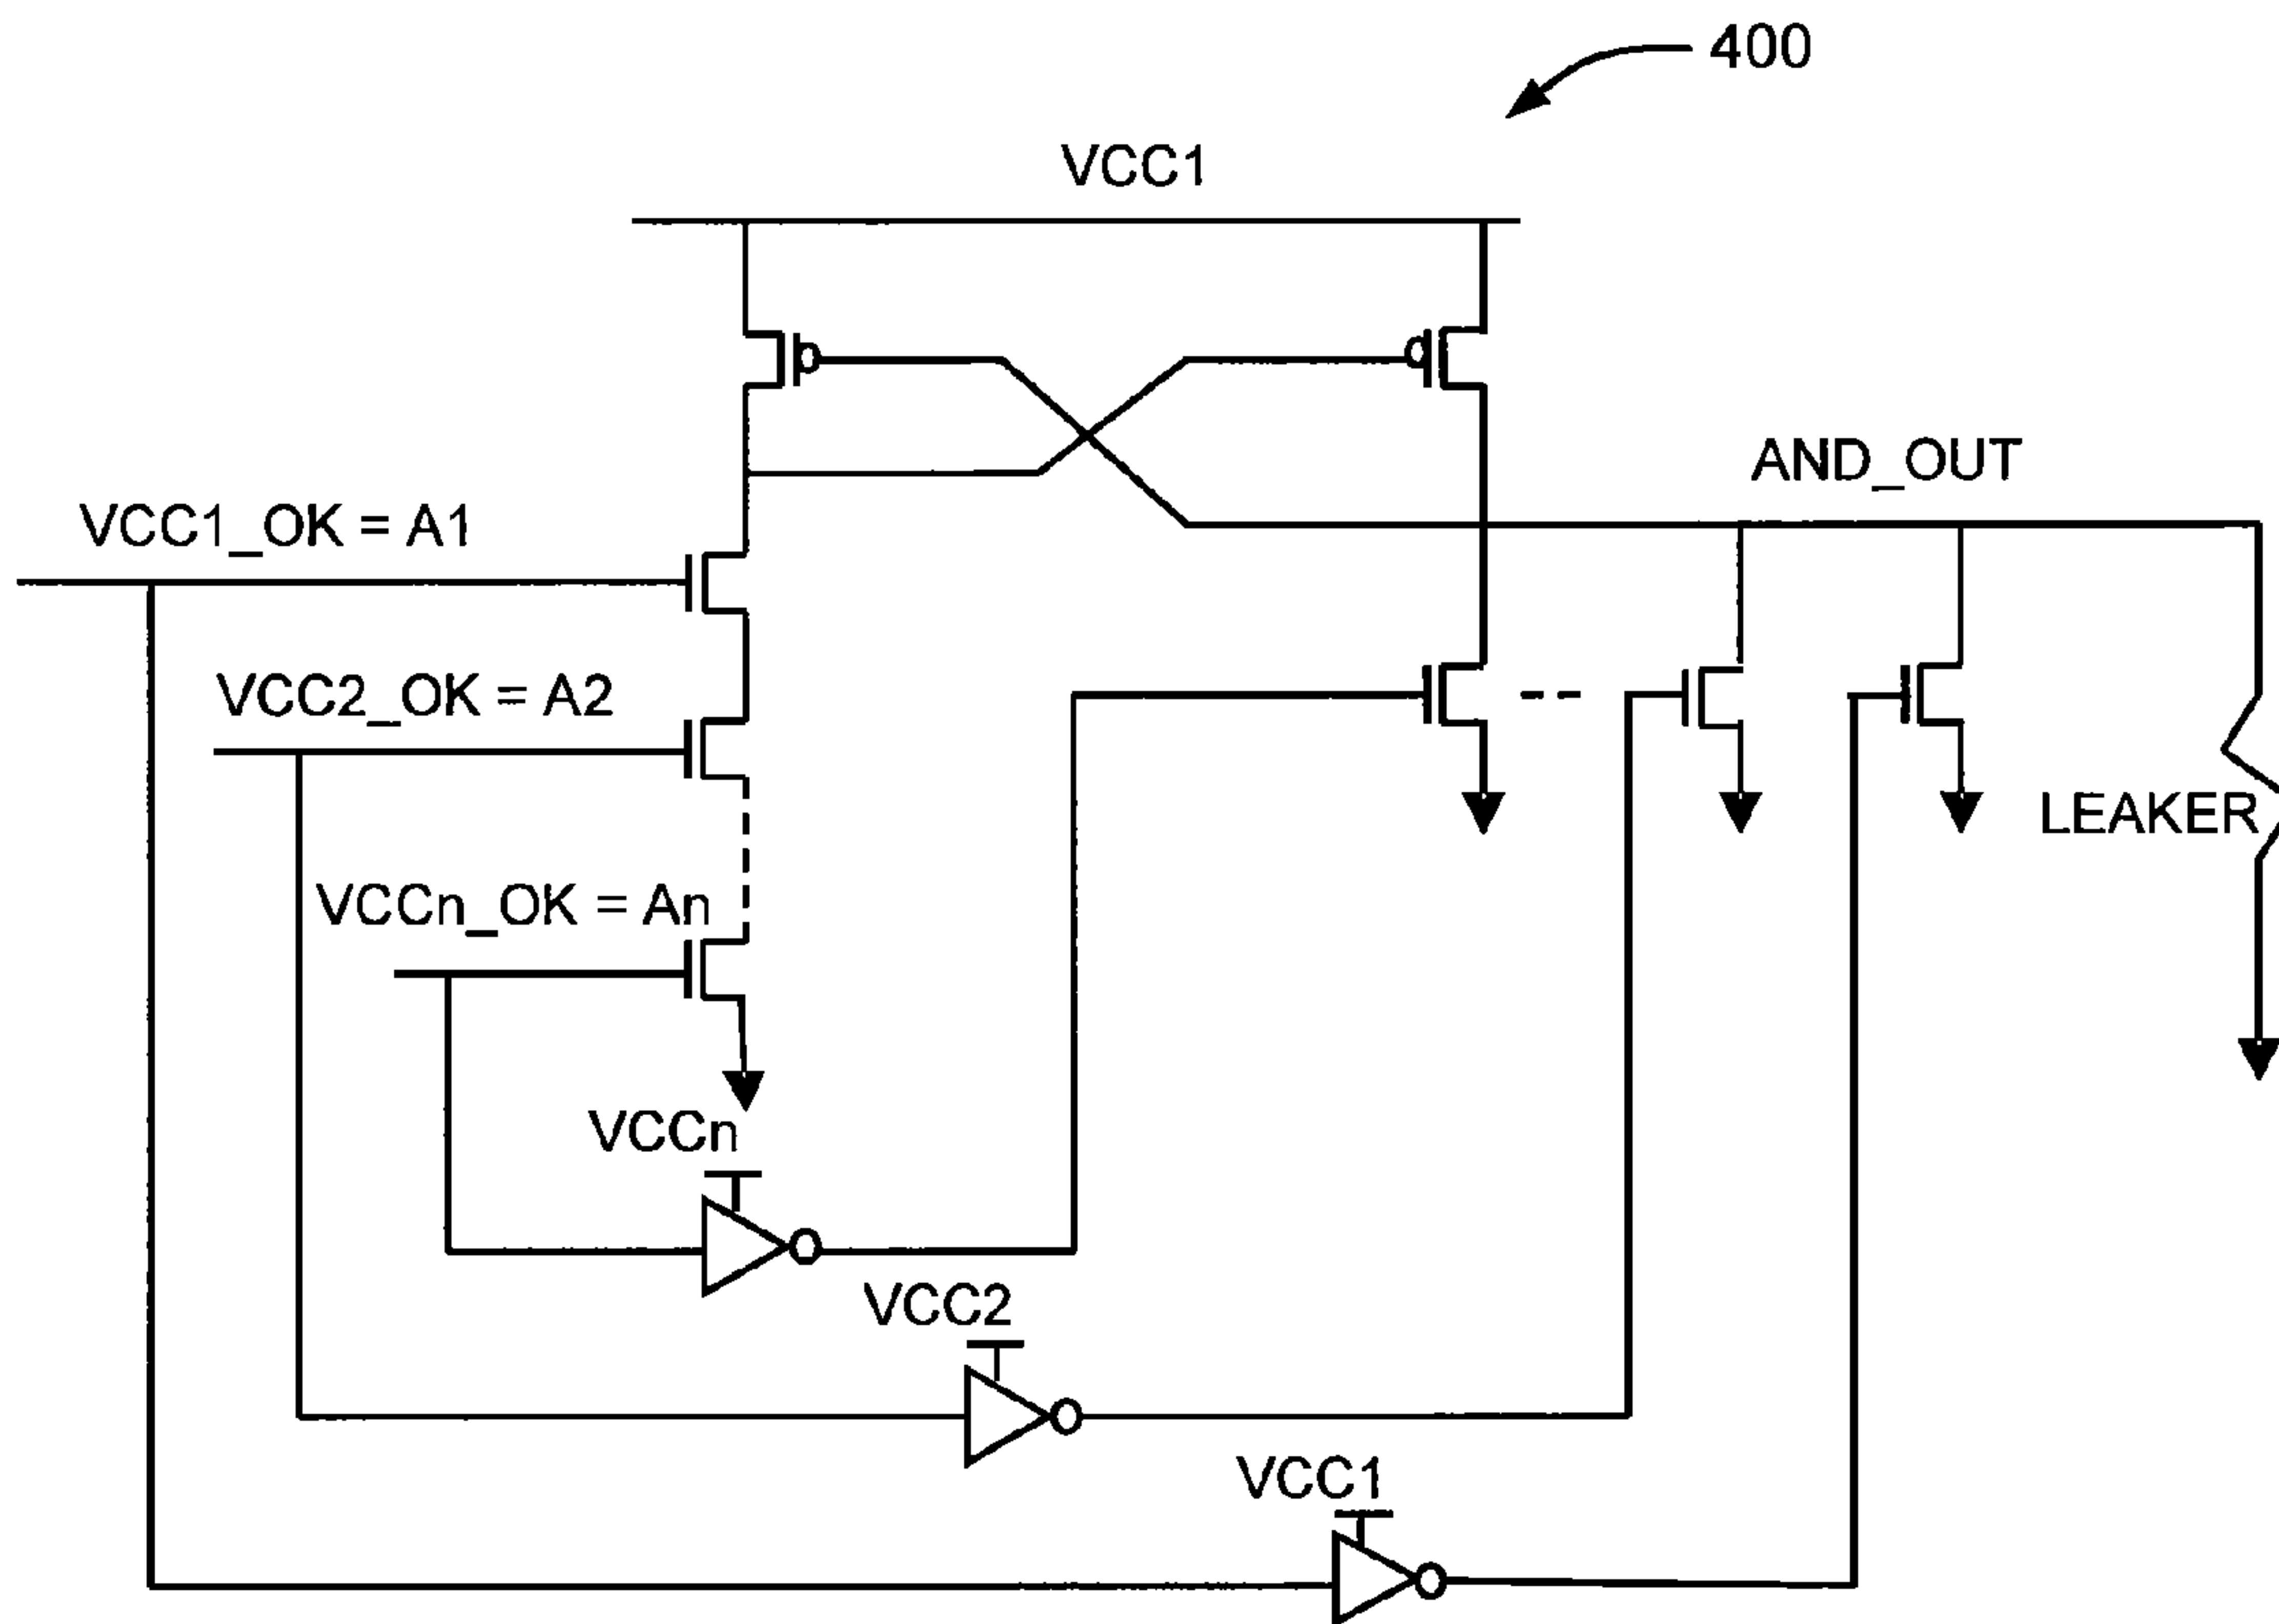 400
VCC1
AND_OUT
VCC1_OK = A1
VCC2_OK = A2
LEAKER
VCCn_OK = An
VCCn
VCC2
VCC1